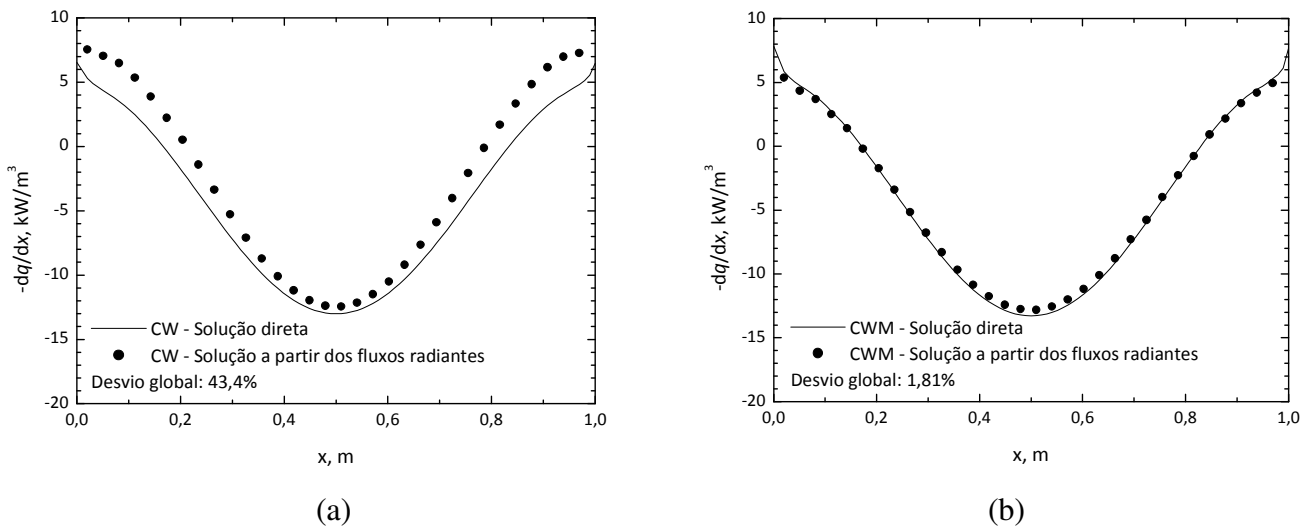 10
5
0
-5
-10
-15
-20
-dq/dx, kW/m³
CW - Solução direta
CW - Solução a partir dos fluxos radiantes
Desvio global: 43,4%
0,0 0,2 0,4 0,6 0,8 1,0
x, m
(a)
10
5
0
-5
-10
-15
-20
-dq/dx, kW/m³
CWM - Solução direta
CWM - Solução a partir dos fluxos radiantes
Desvio global: 1,81%
0,0 0,2 0,4 0,6 0,8 1,0
x, m
(b)